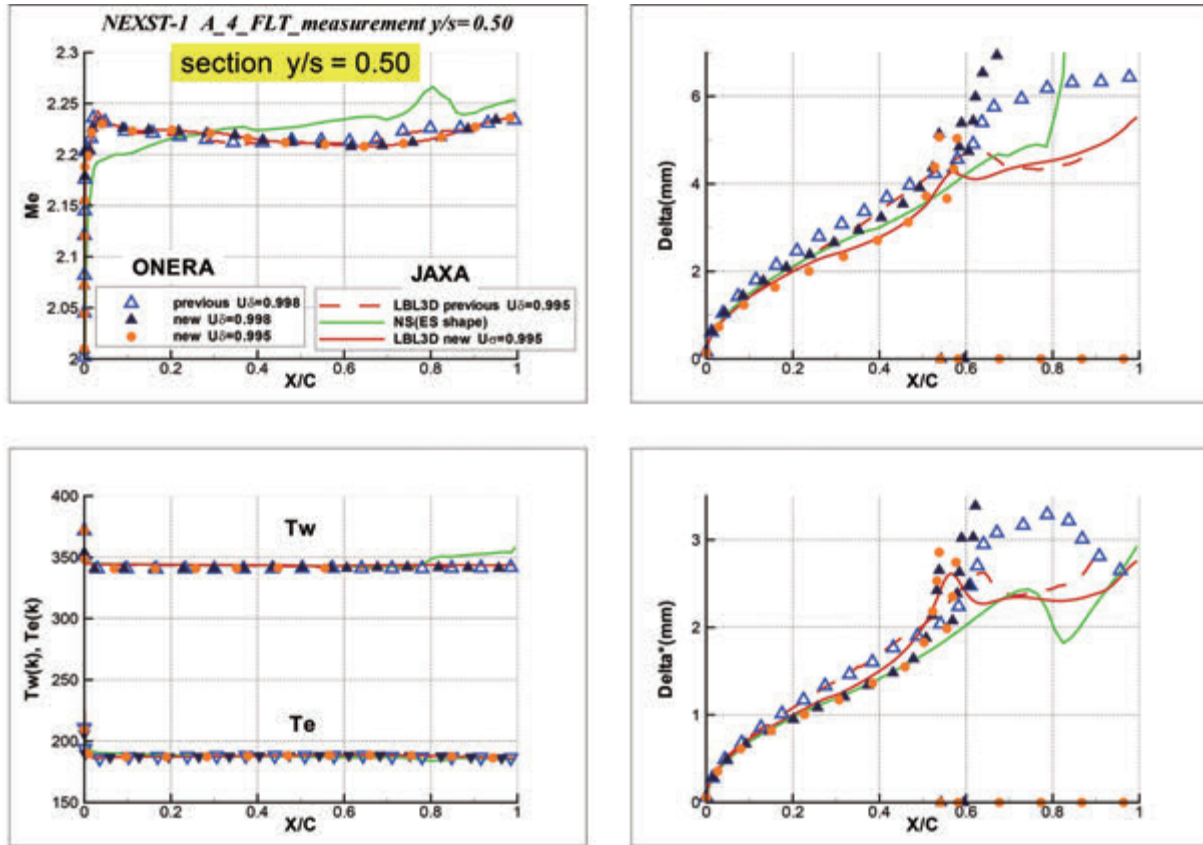 NEXST-1 A_4_FLT_measurement y/s=0.50
section y/s = 0.50
2.3
2.25
2.2
2.15
2.1
2.05
2
Me
ONERA
previous Uδ=0.998
new Uδ=0.998
new Uδ=0.995
JAXA
LBL3D previous Uδ=0.995
NS(ES shape)
LBL3D new Uσ=0.995
0 0.2 0.4 0.6 0.8 1
X/C
6
4
2
0
Delta(mm)
0 0.2 0.4 0.6 0.8 1
X/C
400
350
300
250
200
150
Tw(k), Te(k)
Tw
Te
0 0.2 0.4 0.6 0.8 1
X/C
3
2
1
0
Delta*(mm)
0 0.2 0.4 0.6 0.8 1
X/C